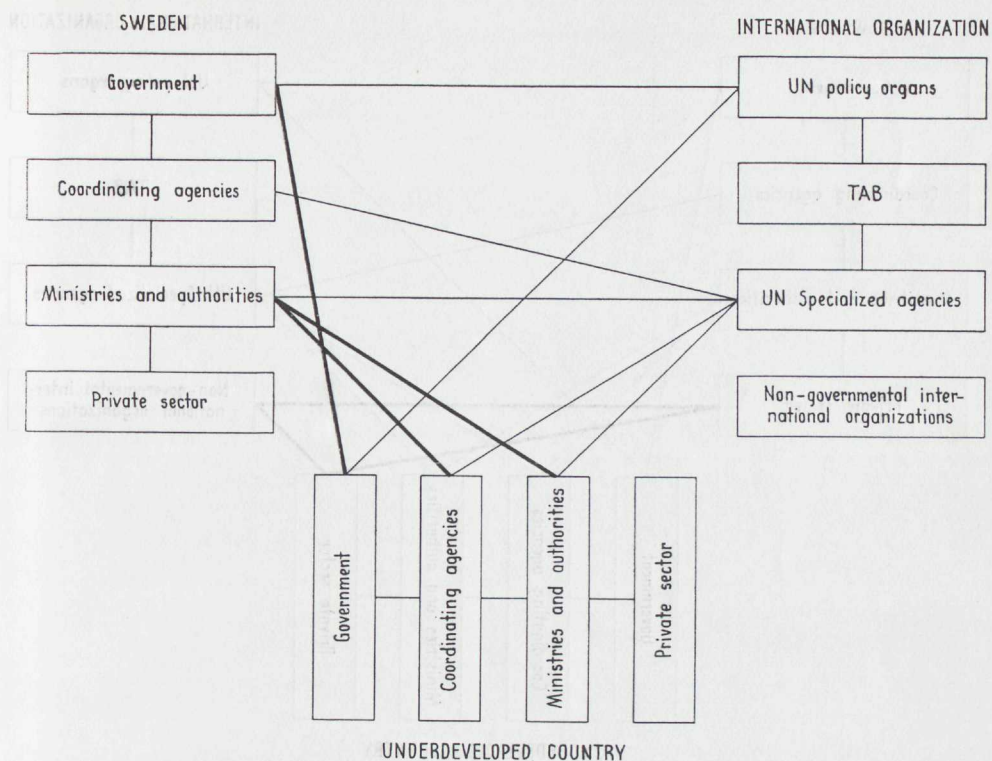 SWEDEN
Government
Coordinating agencies
Ministries and authorities
Private sector
INTERNATIONAL ORGANIZATION
UN policy organs
TAB
UN Specialized agencies
Non-governmental inter-
national organizations
Government
Coordinating agencies
Ministries and authorities
Private sector
UNDERDEVELOPED COUNTRY